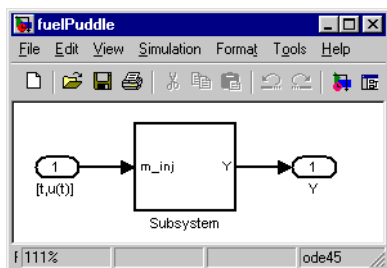 fuelPuddle
File Edit View Simulation Format Tools Help
1 m_inj Y 1
[t,u(t)] Y
Subsystem
F 111% ode45